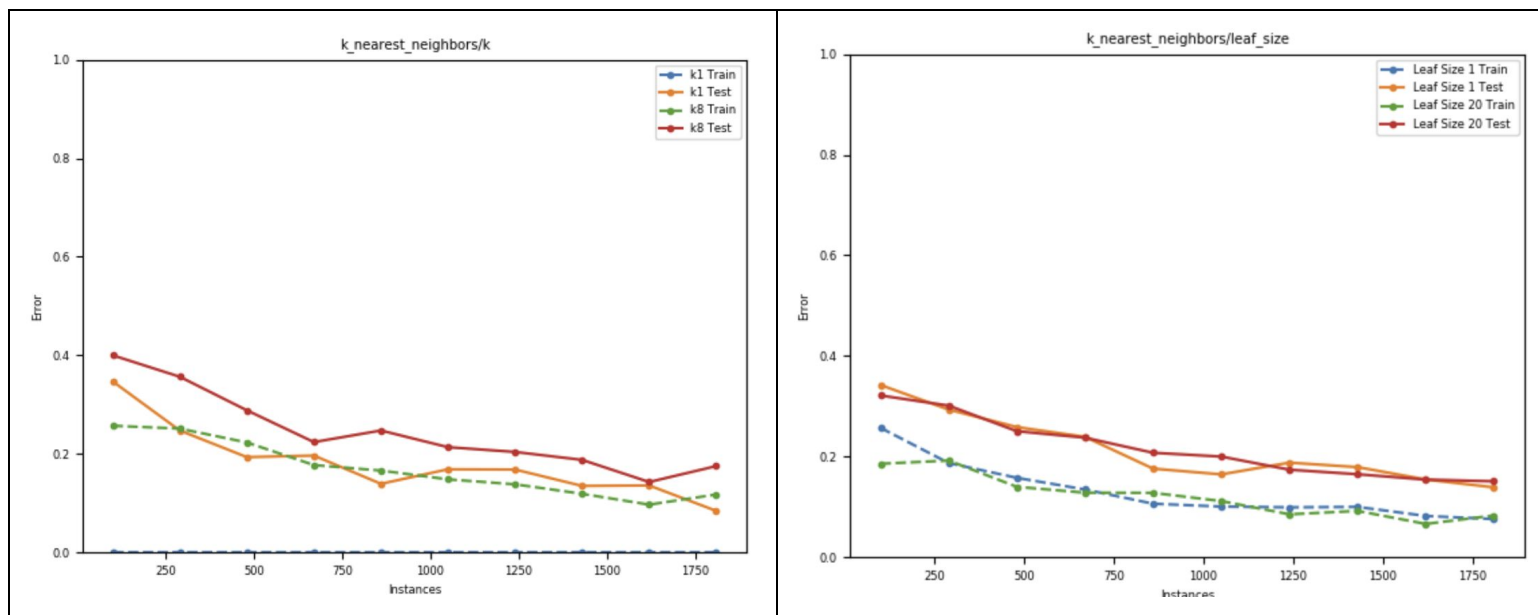 k_nearest_neighbors/k
1.0
0.8
0.6
0.4
0.2
0.0
Error
k1 Train
k1 Test
k8 Train
k8 Test
250 500 750 1000 1250 1500 1750
Instances
k_nearest_neighbors/leaf_size
1.0
0.8
0.6
0.4
0.2
0.0
Error
Leaf Size 1 Train
Leaf Size 1 Test
Leaf Size 20 Train
Leaf Size 20 Test
250 500 750 1000 1250 1500 1750
Instances